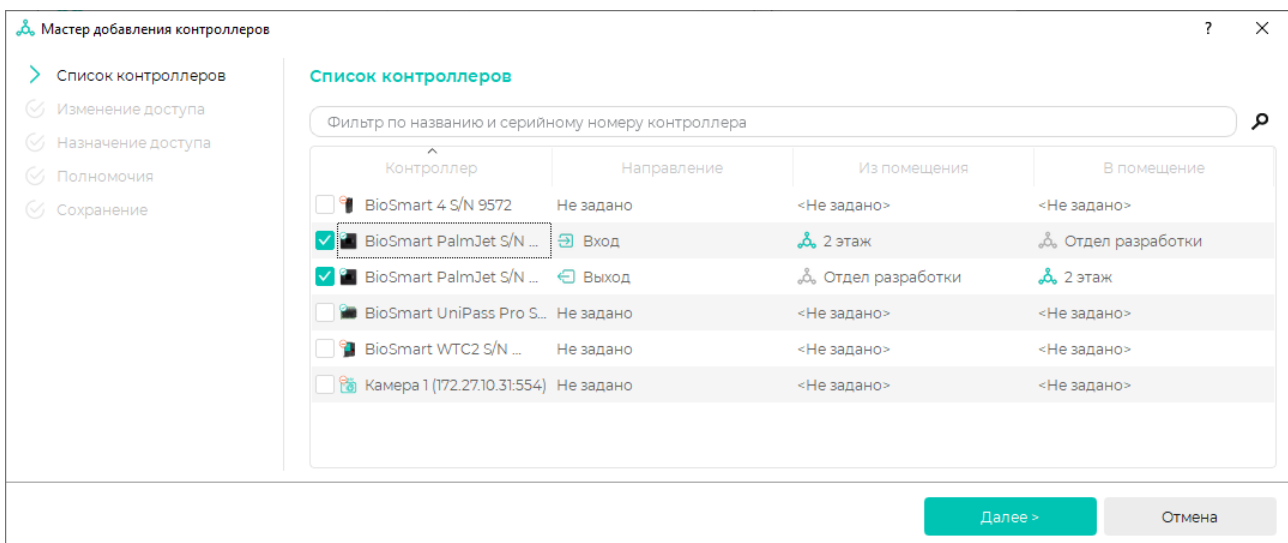 Мастер добавления контроллеров
?
Список контроллеров
Изменение доступа
Назначение доступа
Полномочия
Сохранение
Список контроллеров
Фильтр по названию и серийному номеру контроллера
Контроллер Направление Из помещения В помещение
BioSmart 4 S/N 9572 Не задано <Не задано> <Не задано>
BioSmart PalmJet S/N ... Вход 2 этаж Отдел разработки
BioSmart PalmJet S/N ... Выход Отдел разработки 2 этаж
BioSmart UniPass Pro S... Не задано <Не задано> <Не задано>
BioSmart WTC2 S/N ... Не задано <Не задано> <Не задано>
Камера 1 (172.27.10.31:554) Не задано <Не задано> <Не задано>
Далее > Отмена